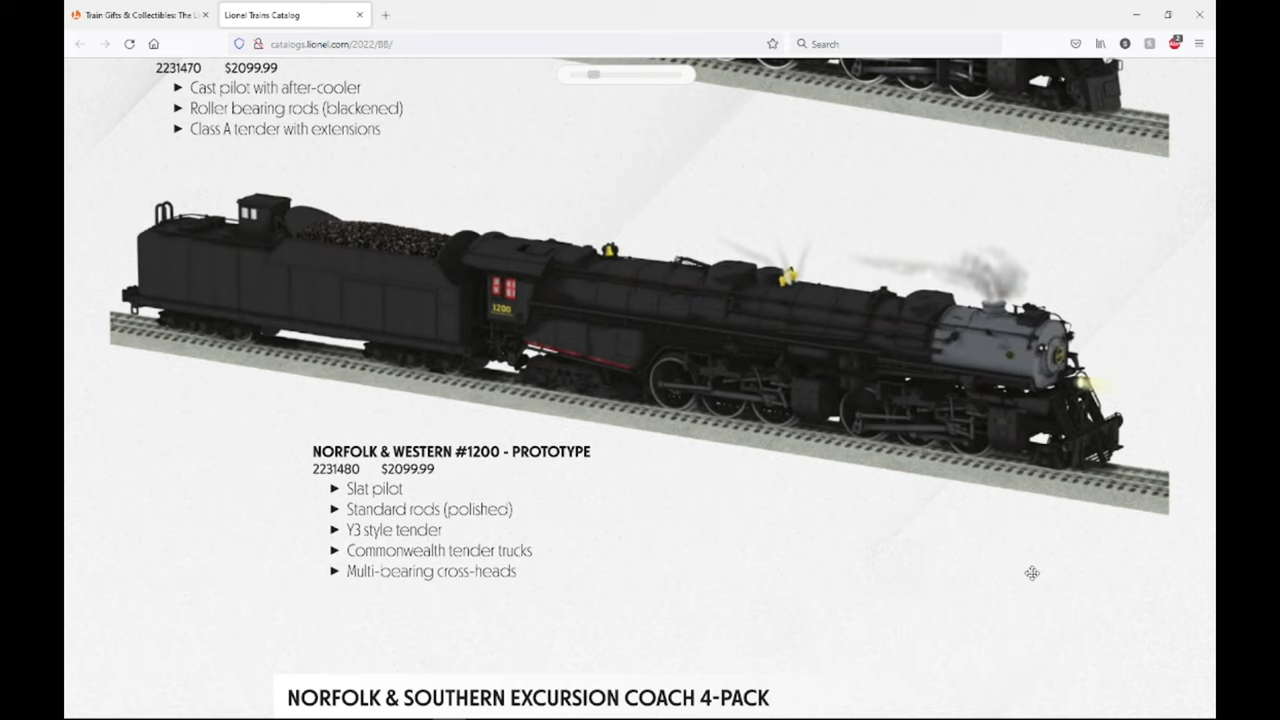 Train Gifts & Collectibles: The Li
Lionel Trains Catalog
catalogs.lionel.com/2022/88/
Search
2
2231470 $2099.99
► Cast pilot with after-cooler
► Roller bearing rods (blackened)
► Class A tender with extensions
1200
NORFOLK & WESTERN #1200 - PROTOTYPE
2231480 $2099.99
► Slat pilot
► Standard rods (polished)
► Y3 style tender
► Commonwealth tender trucks
► Multi-bearing cross-heads
NORFOLK & SOUTHERN EXCURSION COACH 4-PACK